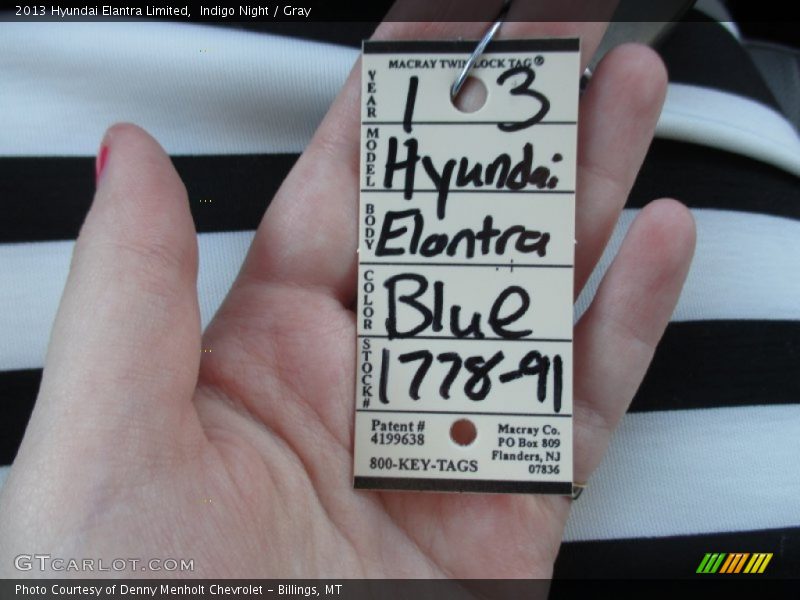 2013 Hyundai Elantra Limited, Indigo Night / Gray
MACRAY TWIN LOCK TAG®
YEAR 1 3
MODEL Hyundai
BODY Elantra
COLOR Blue
STOCK# 1778-91
Patent #
4199638
800-KEY-TAGS
Macray Co.
PO Box 809
Flanders, NJ
07836
GTCARLOT.COM
Photo Courtesy of Denny Menholt Chevrolet - Billings, MT